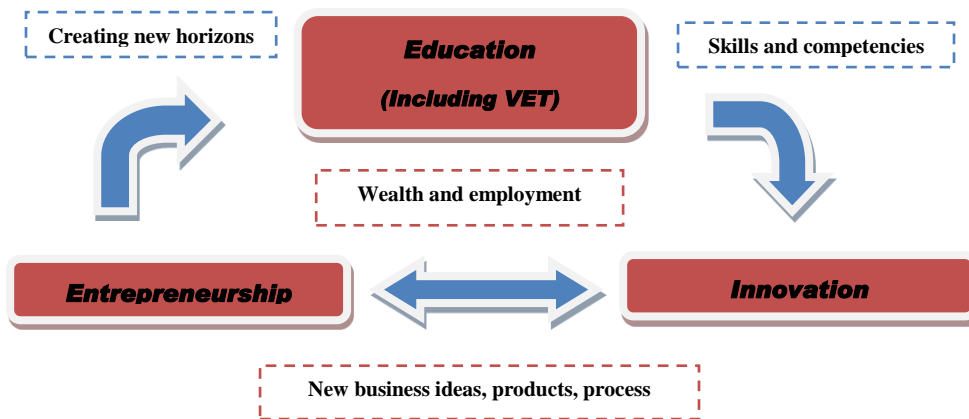 Creating new horizons
Education
(Including VET)
Skills and competencies
Wealth and employment
Entrepreneurship
Innovation
New business ideas, products, process